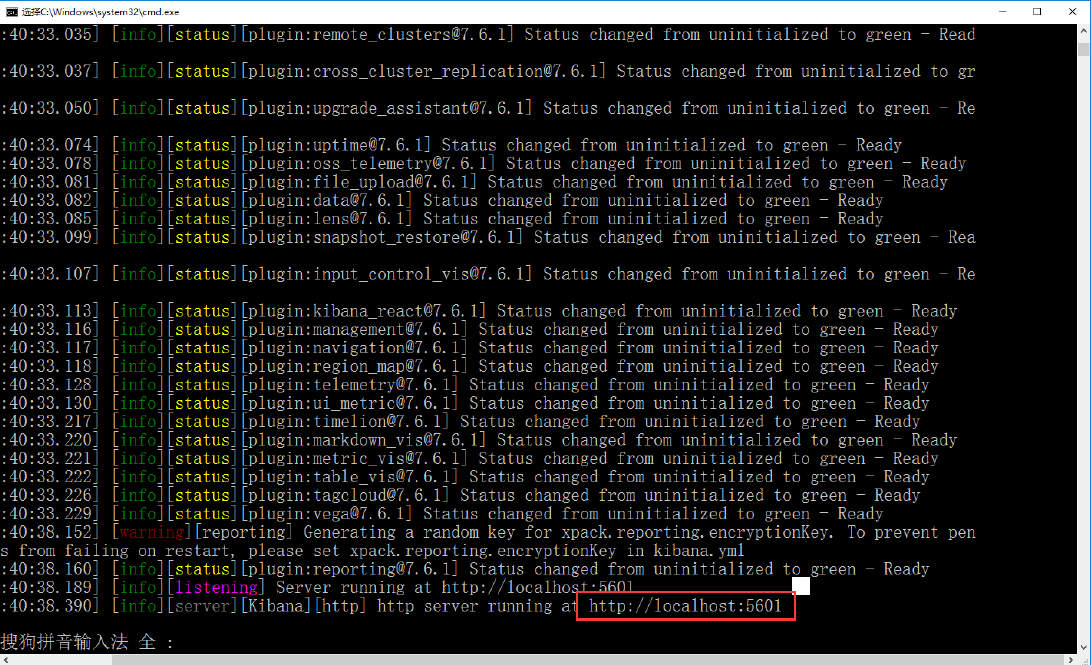 选择C:\Windows\system32\cmd.exe
:40:33.035] [info][status][plugin:remote_clusters@7.6.1] Status changed from uninitialized to green - Read
:40:33.037] [info][status][plugin:cross_cluster_replication@7.6.1] Status changed from uninitialized to gr
:40:33.050] [info][status][plugin:upgrade_assistant@7.6.1] Status changed from uninitialized to green - Re
:40:33.074] [info][status][plugin:uptime@7.6.1] Status changed from uninitialized to green - Ready
:40:33.078] [info][status][plugin:oss_telemetry@7.6.1] Status changed from uninitialized to green - Ready
:40:33.081] [info][status][plugin:file_upload@7.6.1] Status changed from uninitialized to green - Ready
:40:33.082] [info][status][plugin:data@7.6.1] Status changed from uninitialized to green - Ready
:40:33.085] [info][status][plugin:lens@7.6.1] Status changed from uninitialized to green - Ready
:40:33.099] [info][status][plugin:snapshot_restore@7.6.1] Status changed from uninitialized to green - Rea
:40:33.107] [info][status][plugin:input_control_vis@7.6.1] Status changed from uninitialized to green - Re
:40:33.113] [info][status][plugin:kibana_react@7.6.1] Status changed from uninitialized to green - Ready
:40:33.116] [info][status][plugin:management@7.6.1] Status changed from uninitialized to green - Ready
:40:33.117] [info][status][plugin:navigation@7.6.1] Status changed from uninitialized to green - Ready
:40:33.118] [info][status][plugin:region_map@7.6.1] Status changed from uninitialized to green - Ready
:40:33.128] [info][status][plugin:telemetry@7.6.1] Status changed from uninitialized to green - Ready
:40:33.130] [info][status][plugin:ui_metric@7.6.1] Status changed from uninitialized to green - Ready
:40:33.217] [info][status][plugin:timelion@7.6.1] Status changed from uninitialized to green - Ready
:40:33.220] [info][status][plugin:markdown_vis@7.6.1] Status changed from uninitialized to green - Ready
:40:33.221] [info][status][plugin:metric_vis@7.6.1] Status changed from uninitialized to green - Ready
:40:33.222] [info][status][plugin:table_vis@7.6.1] Status changed from uninitialized to green - Ready
:40:33.226] [info][status][plugin:tagcloud@7.6.1] Status changed from uninitialized to green - Ready
:40:33.229] [info][status][plugin:vega@7.6.1] Status changed from uninitialized to green - Ready
:40:38.152] [warning][reporting] Generating a random key for xpack.reporting.encryptionKey. To prevent pen
s from failing on restart, please set xpack.reporting.encryptionKey in kibana.yml
:40:38.160] [info][status][plugin:reporting@7.6.1] Status changed from uninitialized to green - Ready
:40:38.189] [info][listening] Server running at http://localhost:5601
:40:38.390] [info][server][Kibana][http] http server running at http://localhost:5601
搜狗拼音输入法 全 :